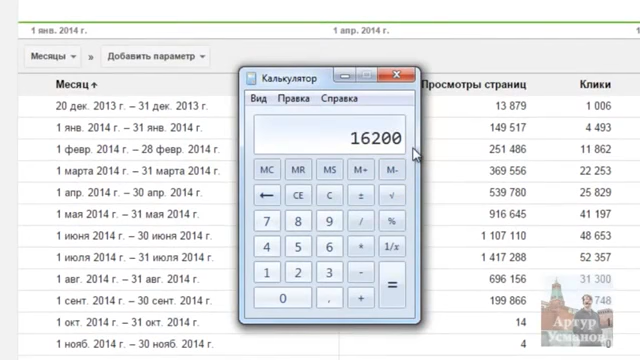 1 янв. 2014 г.
1 апр. 2014 г.
Месяцы
»
Добавить параметр
Калькулятор
Вид Правка Справка
16200
MC MR MS M+ M-
← CE C ± √
7 8 9 / %
4 5 6 * 1/x
1 2 3 - =
0 . +
Месяц Просмотры страниц Клики
20 дек. 2013 г. – 31 дек. 2013 г. 13 879 1 006
1 янв. 2014 г. – 31 янв. 2014 г. 149 517 4 493
1 февр. 2014 г. – 28 февр. 2014 г. 251 486 11 862
1 марта 2014 г. – 31 марта 2014 г. 369 556 22 253
1 апр. 2014 г. – 30 апр. 2014 г. 539 780 25 829
1 мая 2014 г. – 31 мая 2014 г. 916 645 41 197
1 июня 2014 г. – 30 июня 2014 г. 1 107 110 48 653
1 июля 2014 г. – 31 июля 2014 г. 1 417 288 52 357
1 авг. 2014 г. – 31 авг. 2014 г. 696 156 31 300
1 сент. 2014 г. – 30 сент. 2014 г. 199 866
1 окт. 2014 г. – 31 окт. 2014 г. 14
1 нояб. 2014 г. – 30 нояб. 2014 г. 4 0
Артур
Усманов